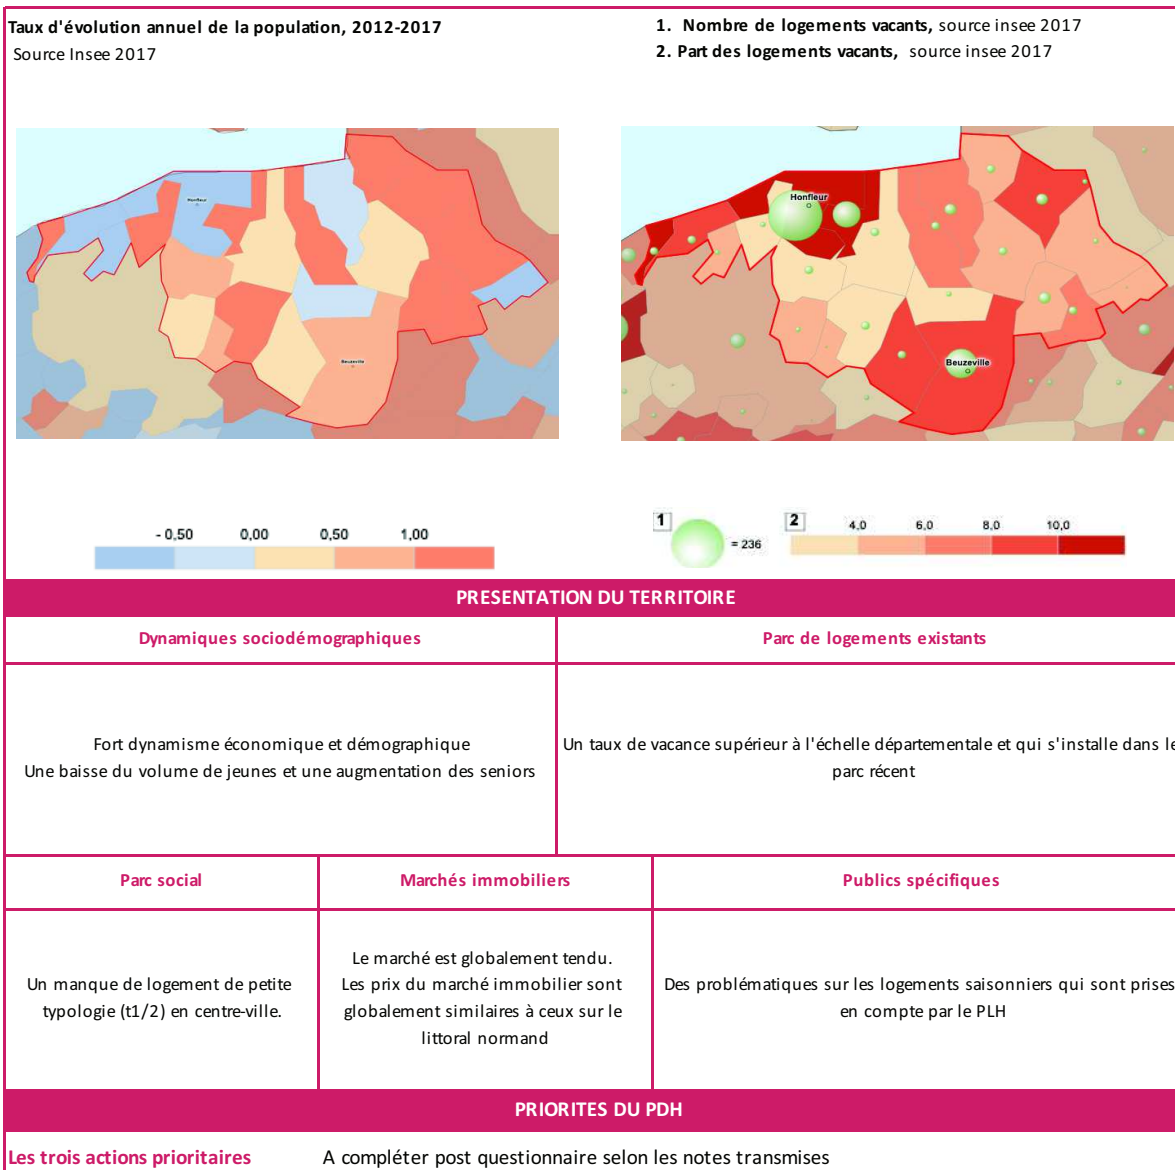 Taux d'évolution annuel de la population, 2012-2017
Source Insee 2017
1. Nombre de logements vacants, source insee 2017
2. Part des logements vacants, source insee 2017
Honfleur
Beuzeville
Honfleur
Beuzeville
- 0,50 0,00 0,50 1,00
1 = 236
2 4,0 6,0 8,0 10,0
PRESENTATION DU TERRITOIRE
Dynamiques sociodémographiques
Parc de logements existants
Fort dynamisme économique et démographique
Une baisse du volume de jeunes et une augmentation des seniors
Un taux de vacance supérieur à l'échelle départementale et qui s'installe dans le
parc récent
Parc social
Marchés immobiliers
Publics spécifiques
Un manque de logement de petite
typologie (t1/2) en centre-ville.
Le marché est globalement tendu.
Les prix du marché immobilier sont
globalement similaires à ceux sur le
littoral normand
Des problématiques sur les logements saisonniers qui sont prises
en compte par le PLH
PRIORITES DU PDH
Les trois actions prioritaires A compléter post questionnaire selon les notes transmises